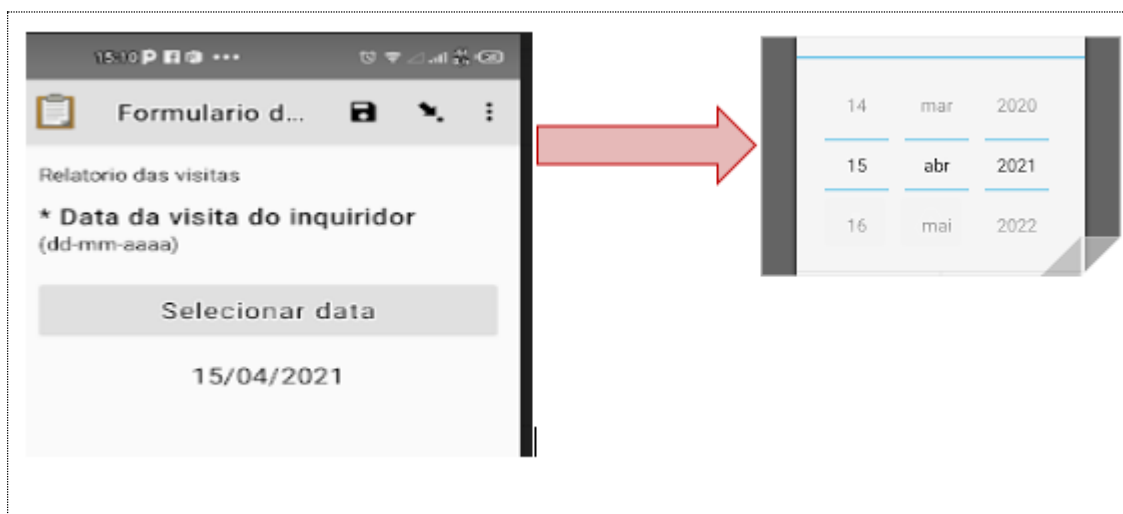 15:10
Formulario d...
Relatorio das visitas
* Data da visita do inquiridor
(dd-mm-aaaa)
Selecionar data
15/04/2021
14 mar 2020
15 abr 2021
16 mai 2022